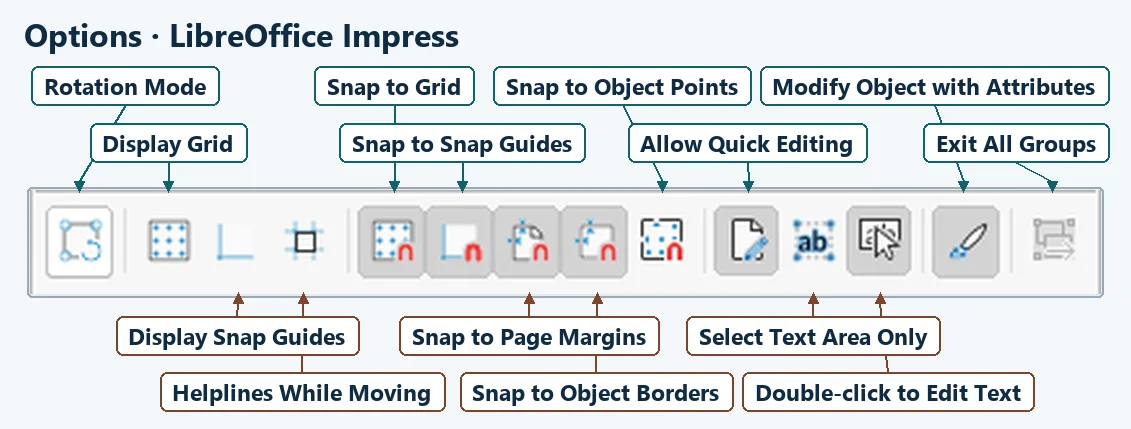 Options · LibreOffice Impress
Rotation Mode
Snap to Grid
Snap to Object Points
Modify Object with Attributes
Display Grid
Snap to Snap Guides
Allow Quick Editing
Exit All Groups
ab
Display Snap Guides
Snap to Page Margins
Select Text Area Only
Helplines While Moving
Snap to Object Borders
Double-click to Edit Text